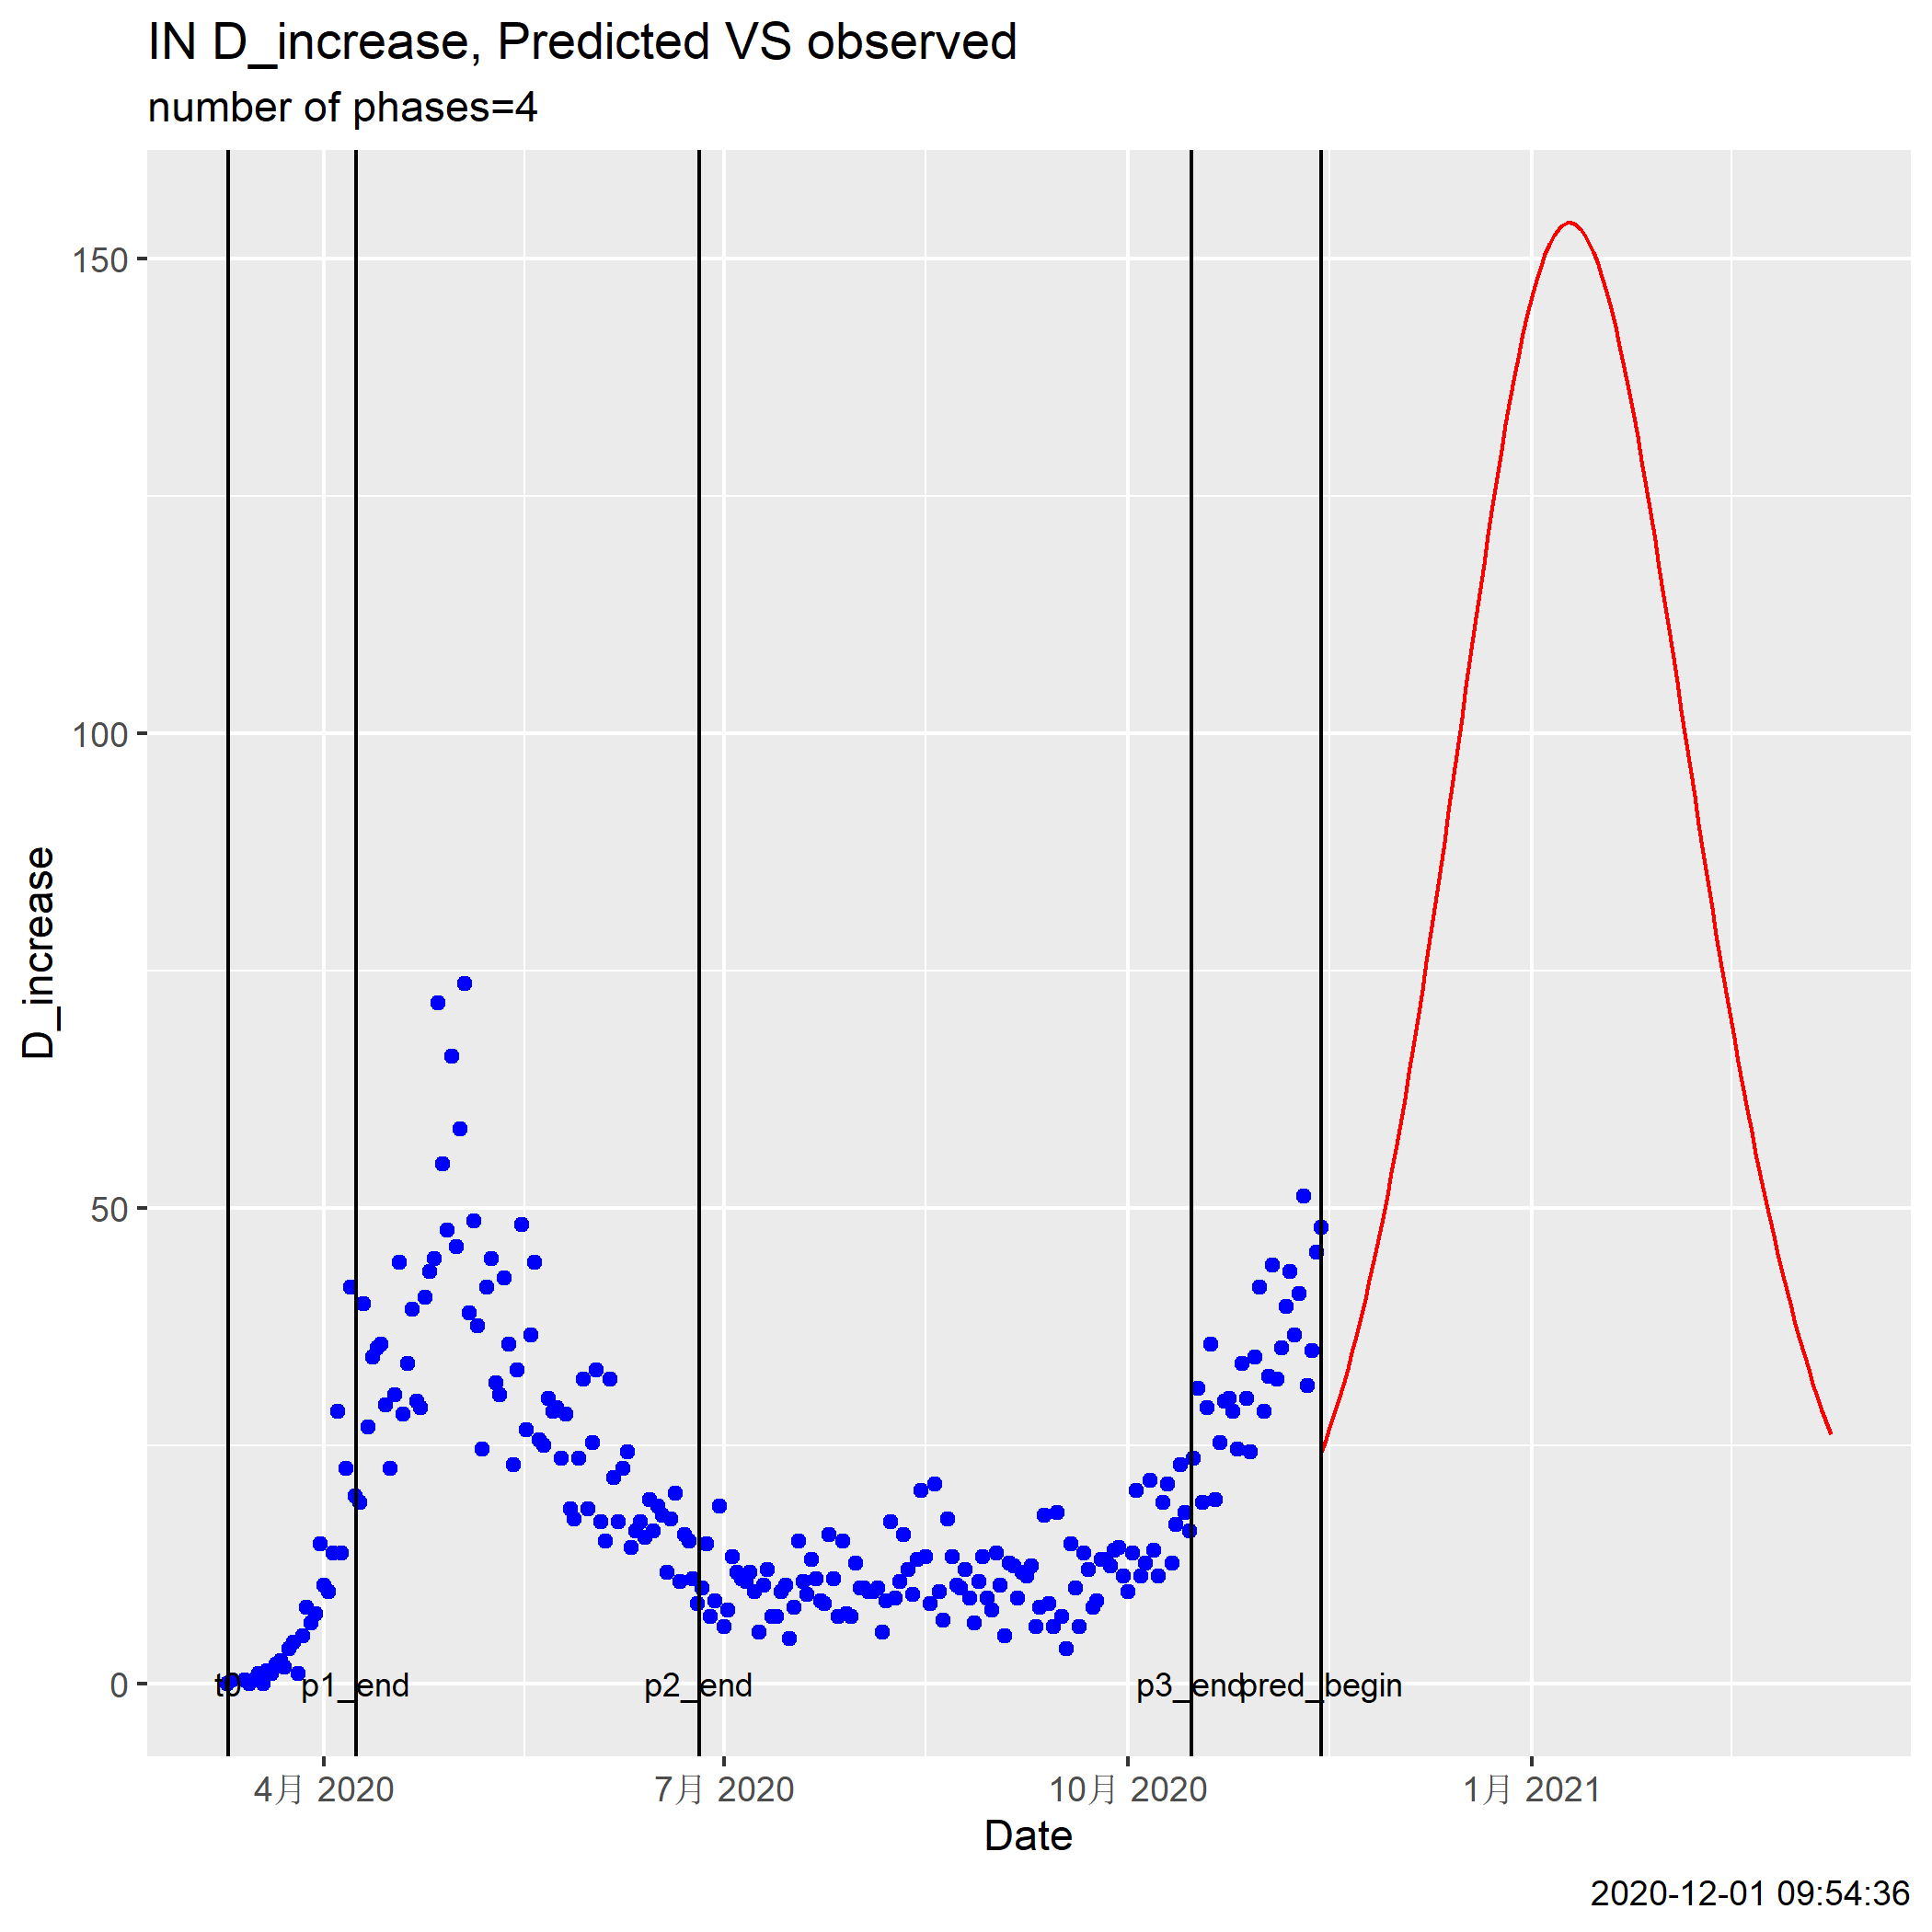 IN D_increase, Predicted VS observed
number of phases=4
150
100
50
0
D_increase
t0
p1_end
p2_end
p3_end
pred_begin
4月 2020
7月 2020
10月 2020
1月 2021
Date
2020-12-01 09:54:36